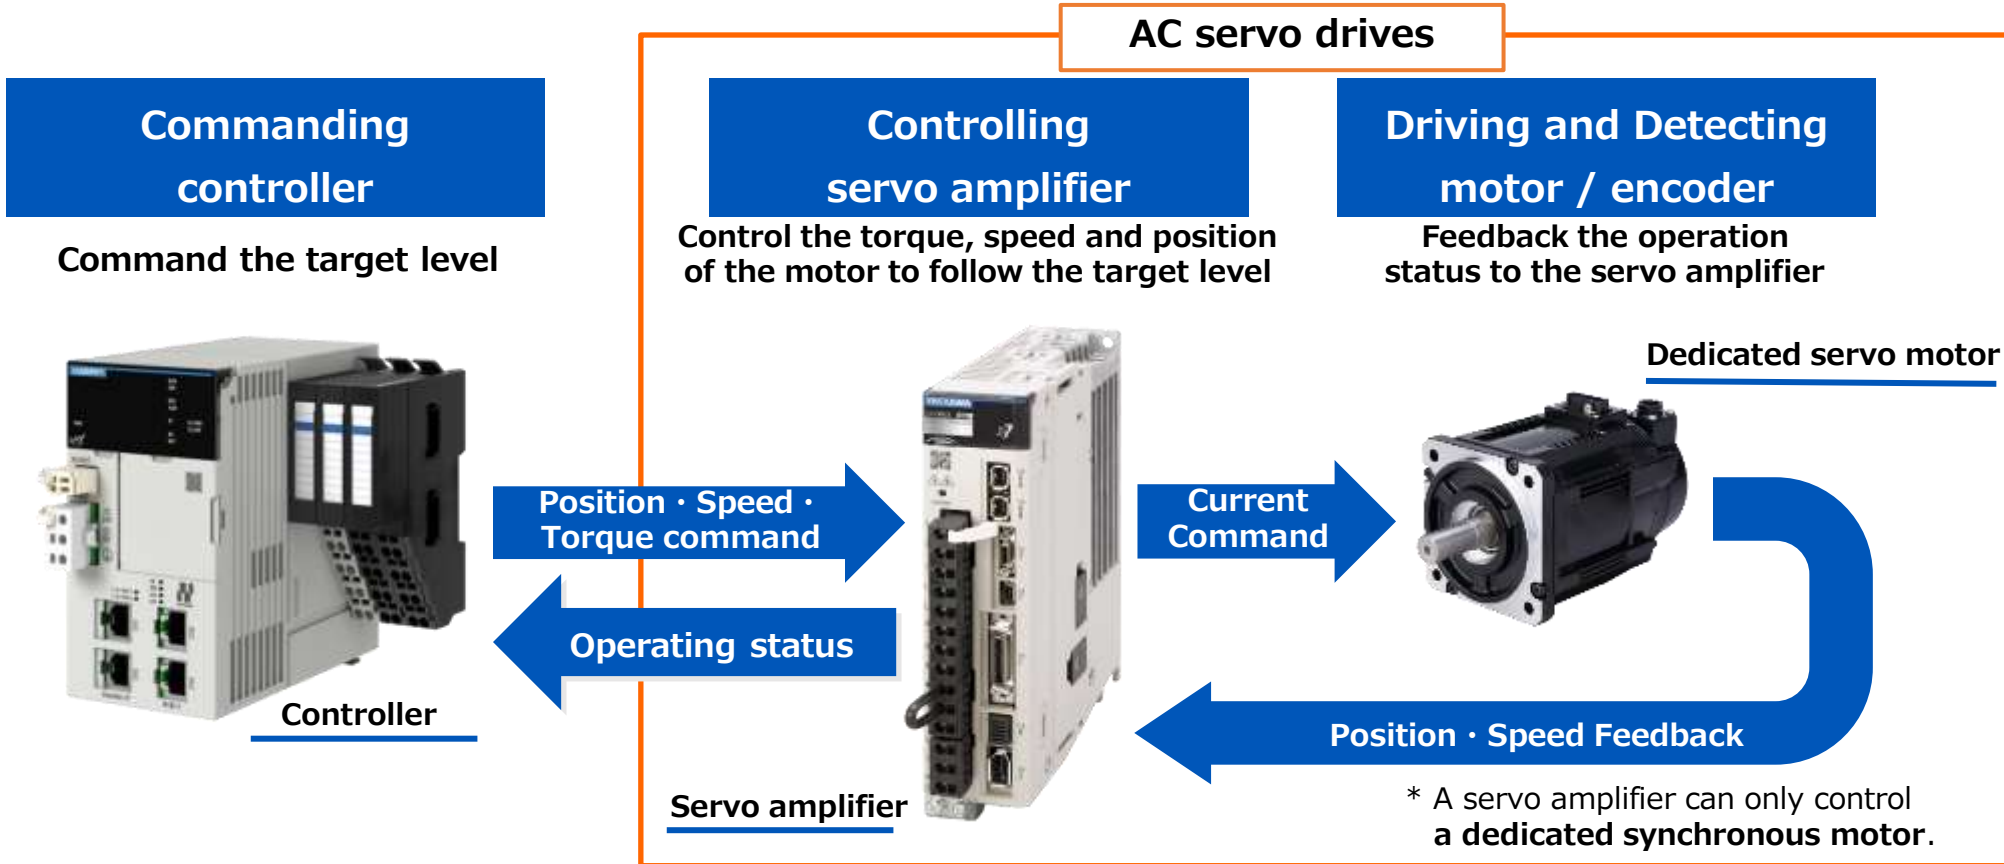 AC servo drives
Commanding
controller
Command the target level
Controlling
servo amplifier
Control the torque, speed and position
of the motor to follow the target level
Driving and Detecting
motor / encoder
Feedback the operation
status to the servo amplifier
Dedicated servo motor
Position・Speed・
Torque command
Current
Command
Operating status
Controller
Position・Speed Feedback
Servo amplifier
* A servo amplifier can only control
a dedicated synchronous motor.